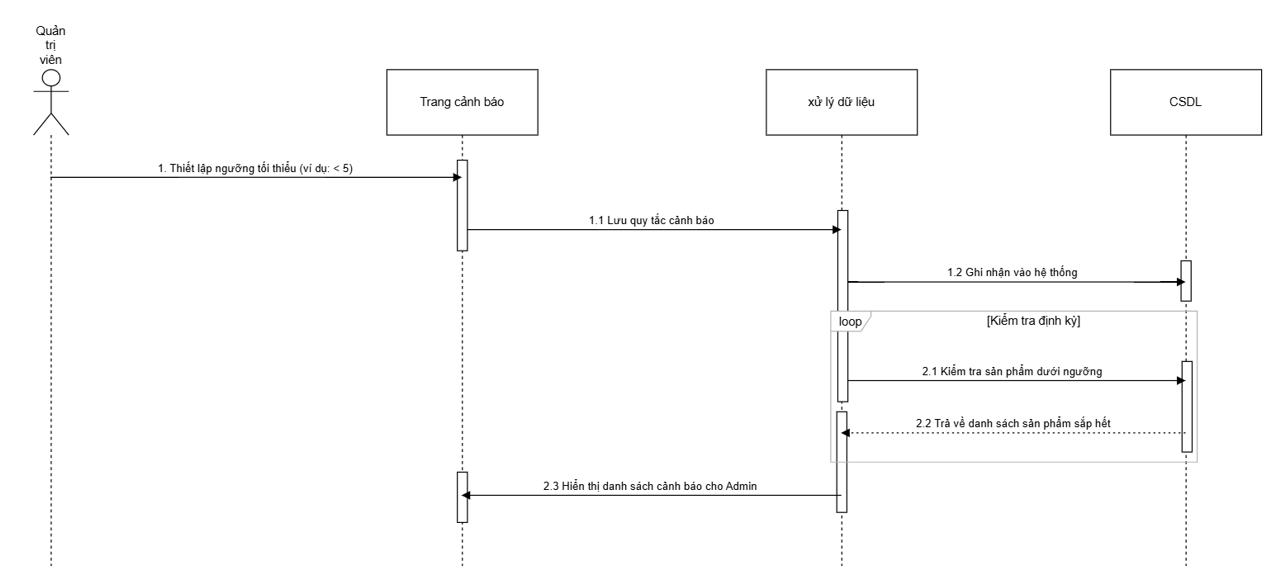 Quản
trị
viên
Trang cảnh báo
xử lý dữ liệu
CSDL
1. Thiết lập ngưỡng tối thiểu (ví dụ: < 5)
1.1 Lưu quy tắc cảnh báo
1.2 Ghi nhận vào hệ thống
loop
[Kiểm tra định kỳ]
2.1 Kiểm tra sản phẩm dưới ngưỡng
2.2 Trả về danh sách sản phẩm sắp hết
2.3 Hiển thị danh sách cảnh báo cho Admin